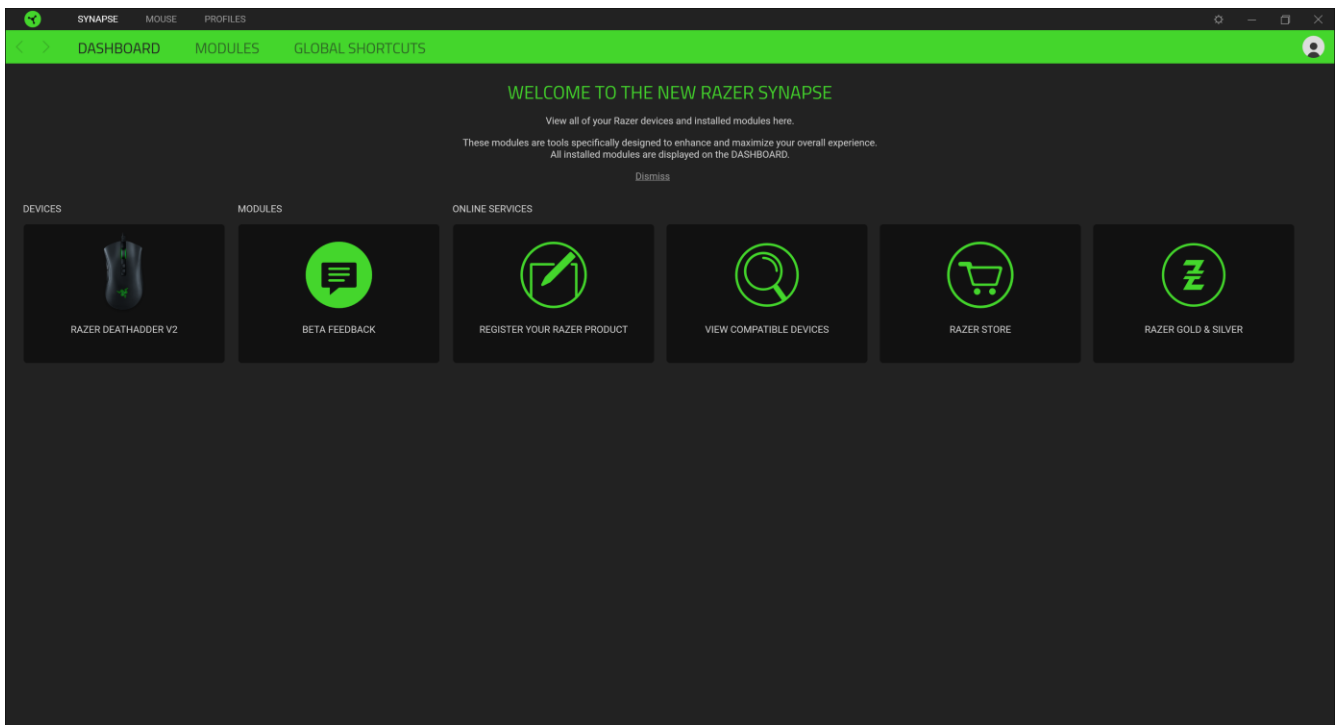 SYNAPSE MOUSE PROFILES
DASHBOARD MODULES GLOBAL SHORTCUTS
WELCOME TO THE NEW RAZER SYNAPSE
View all of your Razer devices and installed modules here.
These modules are tools specifically designed to enhance and maximize your overall experience.
All installed modules are displayed on the DASHBOARD.
Dismiss
DEVICES MODULES ONLINE SERVICES
RAZER DEATHADDER V2 BETA FEEDBACK REGISTER YOUR RAZER PRODUCT VIEW COMPATIBLE DEVICES RAZER STORE RAZER GOLD & SILVER